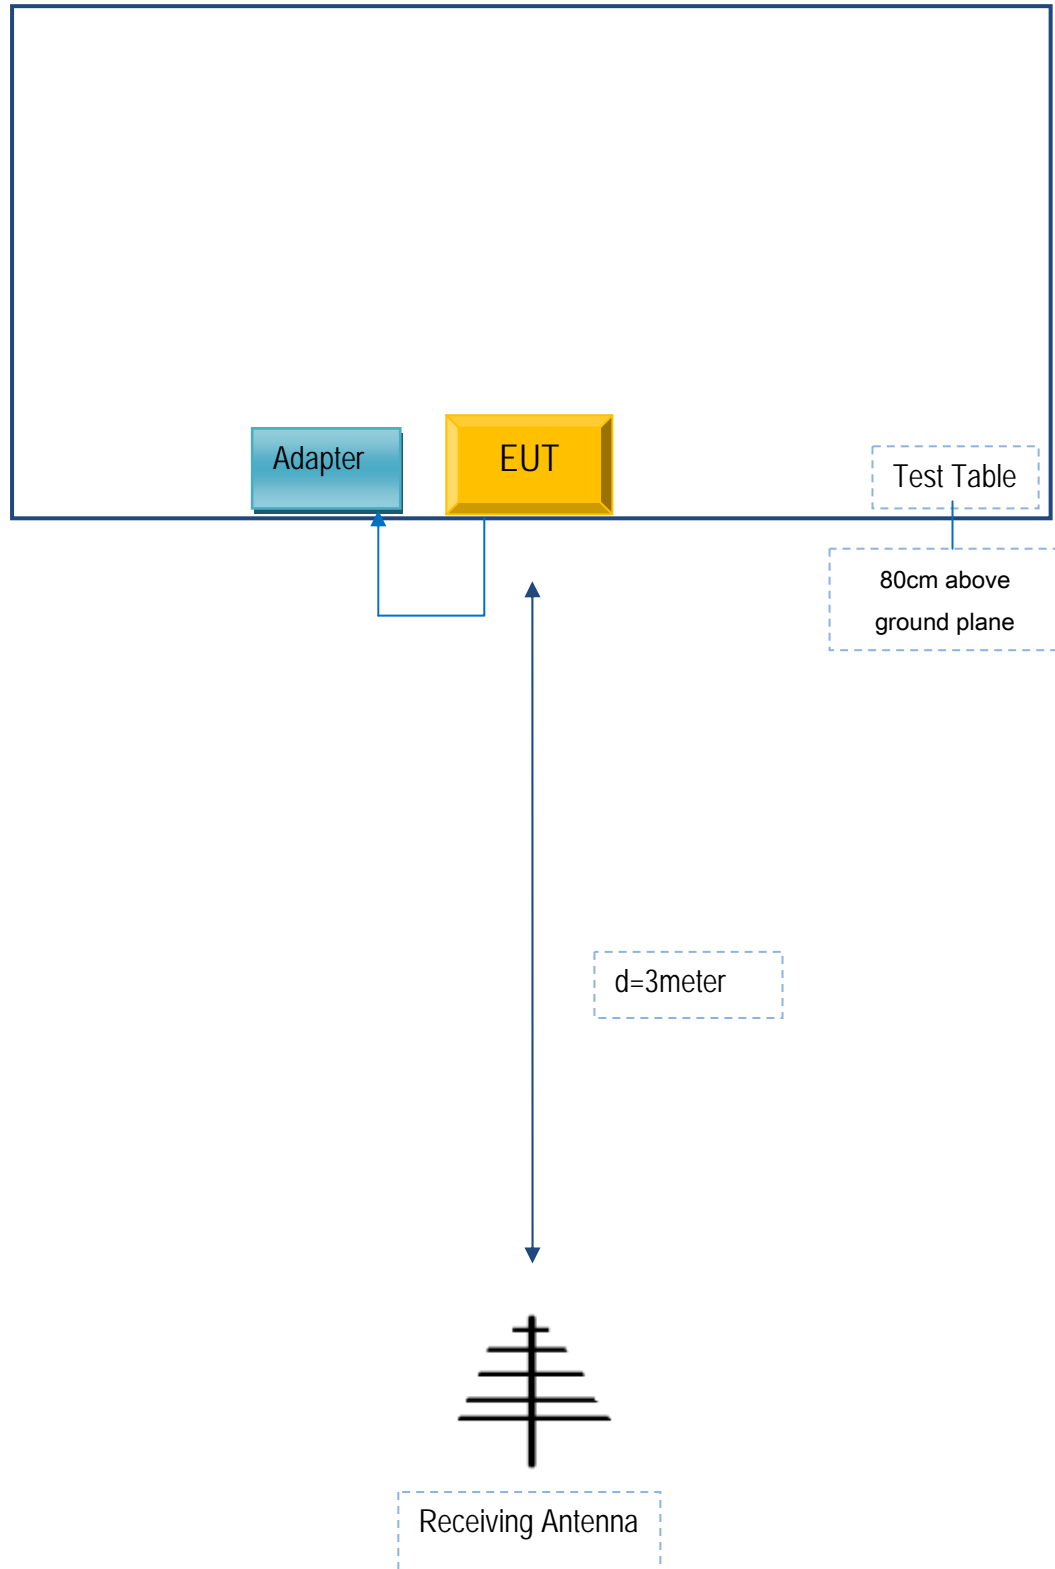 Adapter
EUT
Test Table
80cm above
ground plane
d=3meter
Receiving Antenna